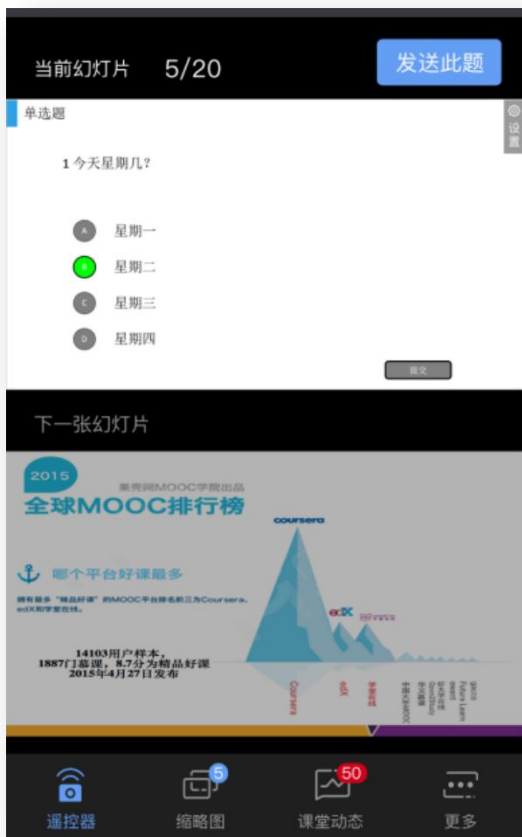 当前幻灯片 5/20
发送此题
单选题
设置
1 今天星期几?
A 星期一
B 星期二
C 星期三
D 星期四
提交
下一张幻灯片
2015
果壳网MOOC学院出品
全球MOOC排行榜
coursera
哪个平台好课最多
拥有最多“精品好课”的MOOC平台排名前三为Coursera、
edX和学堂在线。
edX
14103用户样本,
1887门慕课,8.7分为精品好课
2015年4月27日发布
Coursera
edX
学堂在线
中国大学MOOC
Open2Study
ewant
Future Learn
gacco
5
50
遥控器
缩略图
课堂动态
更多